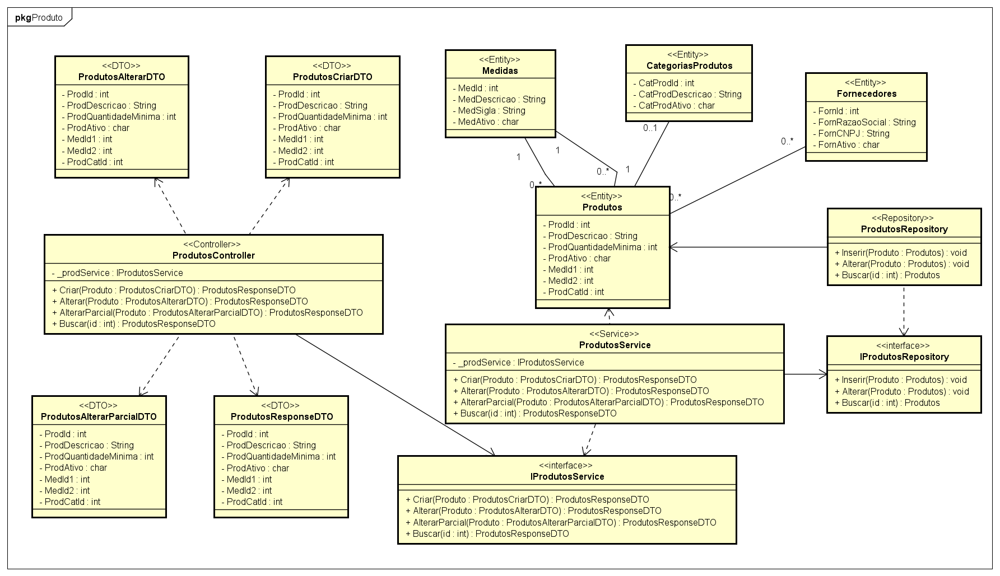 pkgProduto
<<DTO>>
ProdutosAlterarDTO
- ProdId : int
- ProdDescricao : String
- ProdQuantidadeMinima : int
- ProdAtivo : char
- MedId1 : int
- MedId2 : int
- ProdCatId : int
<<DTO>>
ProdutosCriarDTO
- ProdId : int
- ProdDescricao : String
- ProdQuantidadeMinima : int
- ProdAtivo : char
- MedId1 : int
- MedId2 : int
- ProdCatId : int
<<Entity>>
Medidas
- MedId : int
- MedDescricao : String
- MedSigla : String
- MedAtivo : char
<<Entity>>
CategoriasProdutos
- CatProdId : int
- CatProdDescricao : String
- CatProdAtivo : char
<<Entity>>
Fornecedores
- FornId : int
- FornRazaoSocial : String
- FornCNPJ : String
- FornAtivo : char
0..1
0..*
1
1
0..*
1
0..*
0..*
<<Entity>>
Produtos
- ProdId : int
- ProdDescricao : String
- ProdQuantidadeMinima : int
- ProdAtivo : char
- MedId1 : int
- MedId2 : int
- ProdCatId : int
<<Repository>>
ProdutosRepository
+ Inserir(Produto : Produtos) : void
+ Alterar(Produto : Produtos) : void
+ Buscar(id : int) : Produtos
<<Controller>>
ProdutosController
- _prodService : IProdutosService
+ Criar(Produto : ProdutosCriarDTO) : ProdutosResponseDTO
+ Alterar(Produto : ProdutosAlterarDTO) : ProdutosResponseDTO
+ AlterarParcial(Produto : ProdutosAlterarParcialDTO) : ProdutosResponseDTO
+ Buscar(id : int) : ProdutosResponseDTO
<<Service>>
ProdutosService
- _prodService : IProdutosService
+ Criar(Produto : ProdutosCriarDTO) : ProdutosResponseDTO
+ Alterar(Produto : ProdutosAlterarDTO) : ProdutosResponseDTO
+ AlterarParcial(Produto : ProdutosAlterarParcialDTO) : ProdutosResponseDTO
+ Buscar(id : int) : ProdutosResponseDTO
<<interface>>
IProdutosRepository
+ Inserir(Produto : Produtos) : void
+ Alterar(Produto : Produtos) : void
+ Buscar(id : int) : Produtos
<<DTO>>
ProdutosAlterarParcialDTO
- ProdId : int
- ProdDescricao : String
- ProdQuantidadeMinima : int
- ProdAtivo : char
- MedId1 : int
- MedId2 : int
- ProdCatId : int
<<DTO>>
ProdutosResponseDTO
- ProdId : int
- ProdDescricao : String
- ProdQuantidadeMinima : int
- ProdAtivo : char
- MedId1 : int
- MedId2 : int
- ProdCatId : int
<<interface>>
IProdutosService
+ Criar(Produto : ProdutosCriarDTO) : ProdutosResponseDTO
+ Alterar(Produto : ProdutosAlterarDTO) : ProdutosResponseDTO
+ AlterarParcial(Produto : ProdutosAlterarParcialDTO) : ProdutosResponseDTO
+ Buscar(id : int) : ProdutosResponseDTO